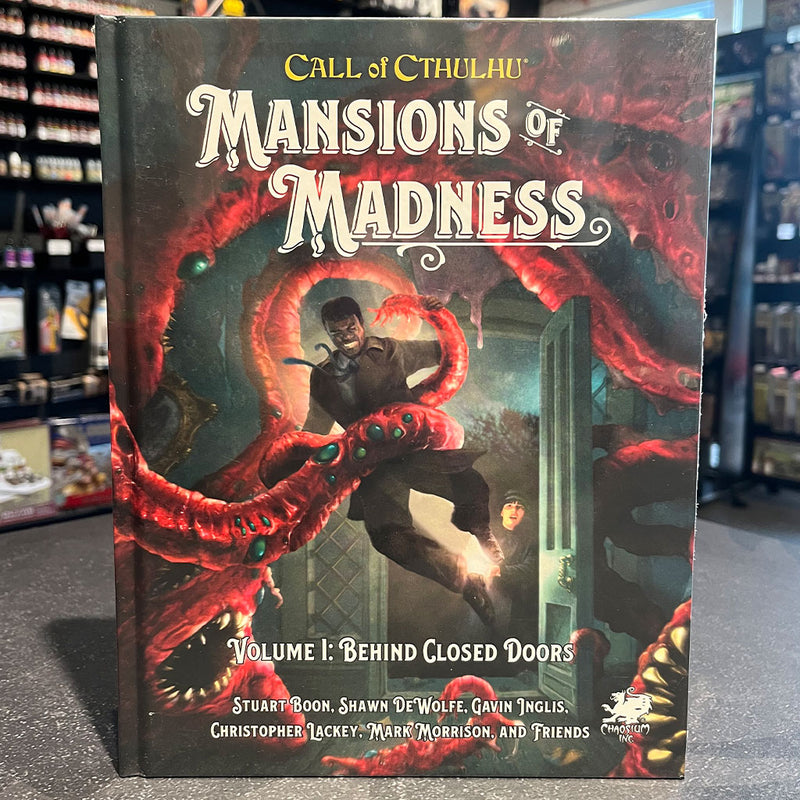 Call of Cthulhu®
Mansions of
Madness
Volume I: Behind Closed Doors
Stuart Boon, Shawn DeWolfe, Gavin Inglis,
Christopher Lackey, Mark Morrison, and Friends
Chaosium
Inc.